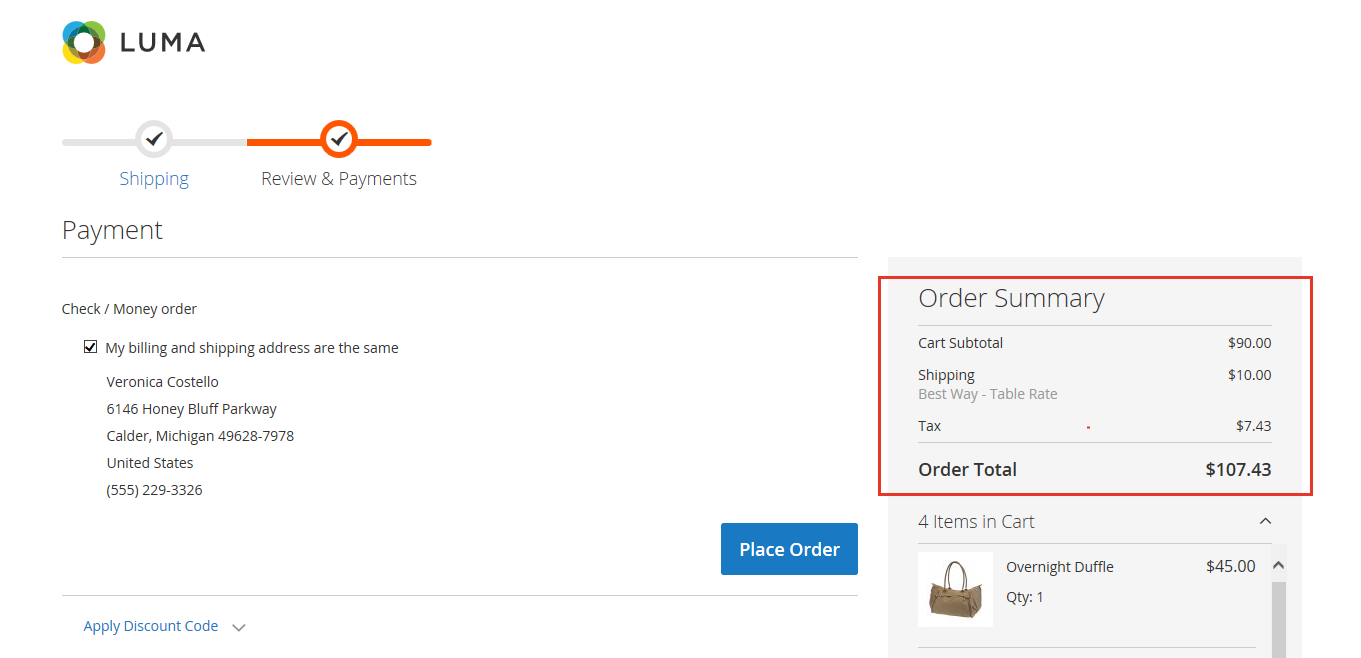 LUMA
Shipping
Review & Payments
Payment
Check / Money order
My billing and shipping address are the same
Veronica Costello
6146 Honey Bluff Parkway
Calder, Michigan 49628-7978
United States
(555) 229-3326
Place Order
Apply Discount Code
Order Summary
Cart Subtotal $90.00
Shipping $10.00
Best Way - Table Rate
Tax $7.43
Order Total $107.43
4 Items in Cart
Overnight Duffle $45.00
Qty: 1